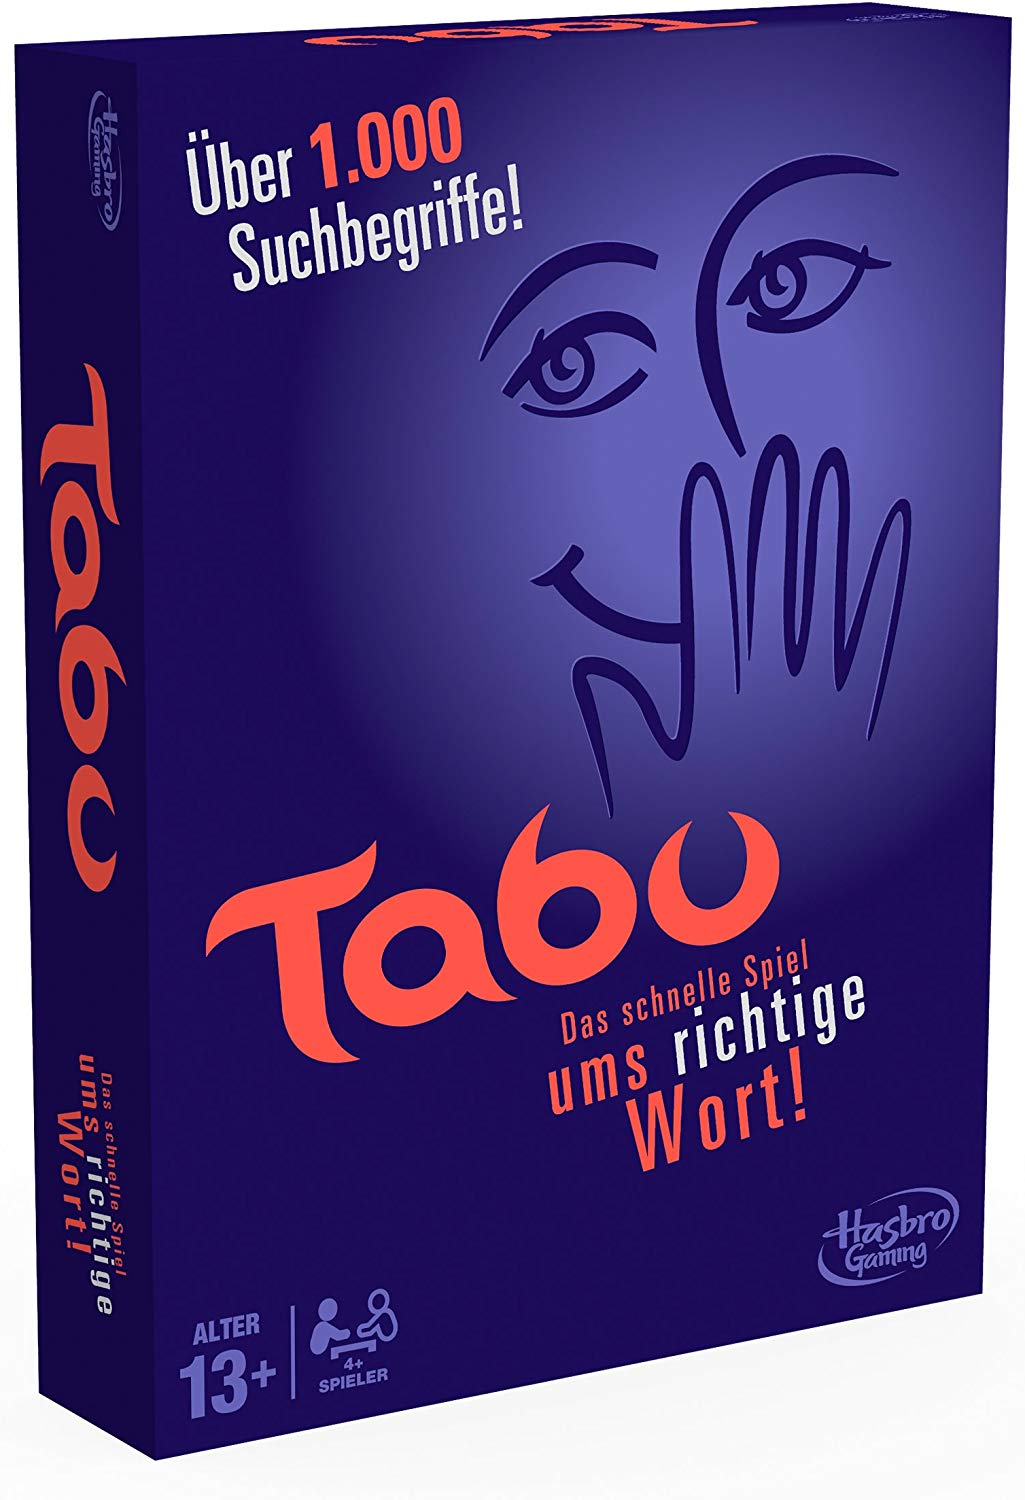 Tabu
Hasbro
Gaming
Tabu
Das schnelle Spiel
ums richtige
Wort!
Über 1.000
Suchbegriffe!
Tabu
Das schnelle Spiel
ums richtige
Wort!
Hasbro
Gaming
ALTER
13+
4+
SPIELER